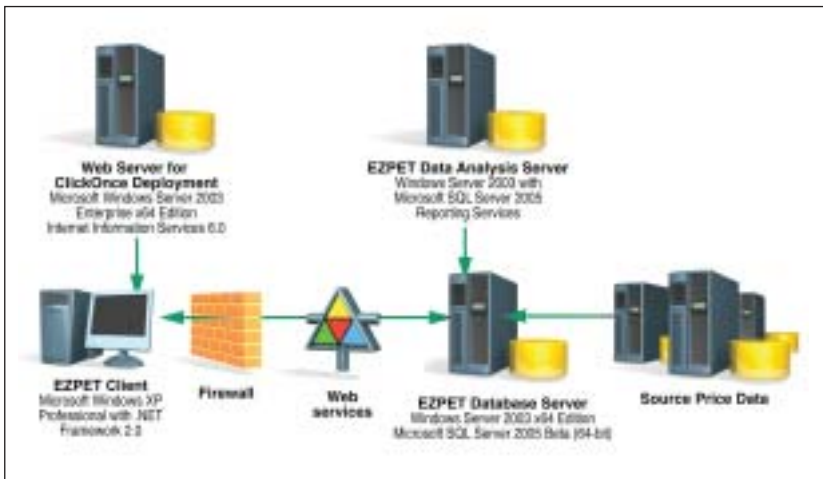 Web Server for
ClickOnce Deployment
Microsoft Windows Server 2003
Enterprise x64 Edition
Internet Information Services 6.0
EZPET Data Analysis Server
Windows Server 2003 with
Microsoft SQL Server 2005
Reporting Services
EZPET Client
Microsoft Windows XP
Professional with .NET
Framework 2.0
Firewall
Web
services
EZPET Database Server
Windows Server 2003 x64 Edition
Microsoft SQL Server 2005 Beta (64-bit)
Source Price Data